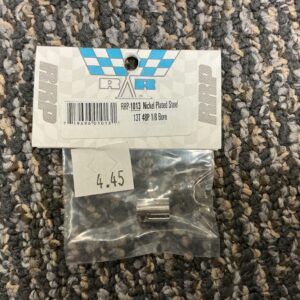 RRP
RRP
RRP-1013 Nickel Plated Steel
13T 48P 1/8 Bore
4.45